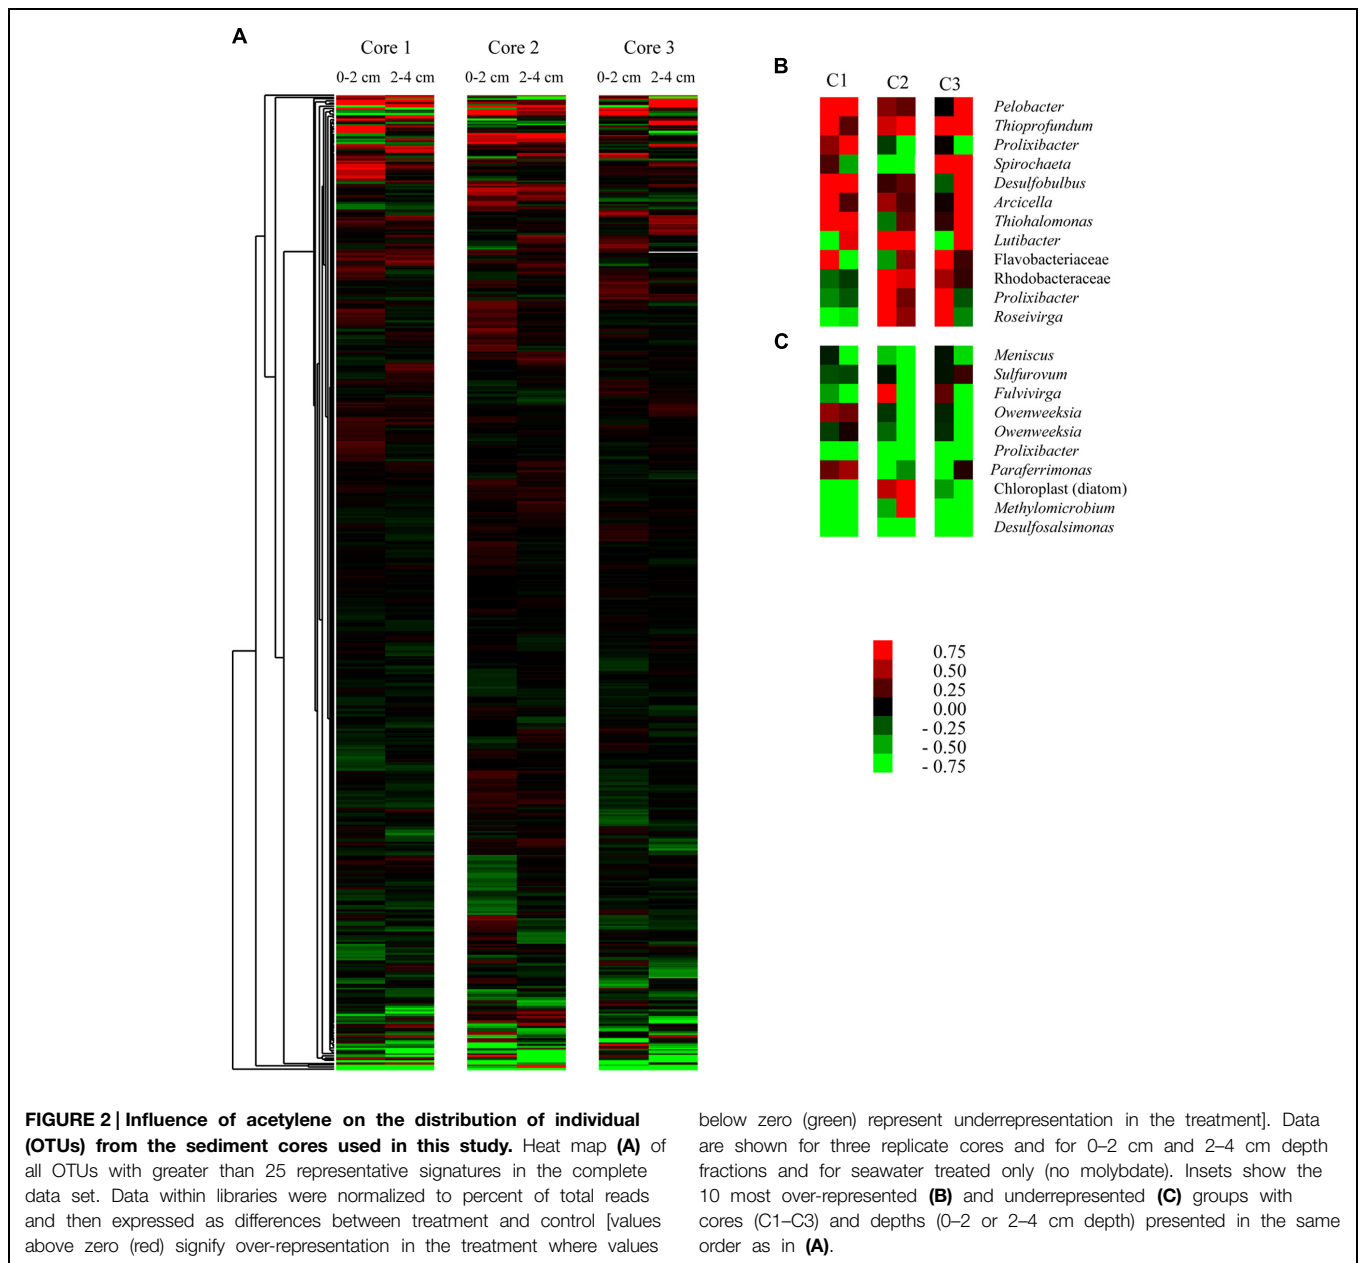 A
Core 1
Core 2
Core 3
0-2 cm 2-4 cm
0-2 cm 2-4 cm
0-2 cm 2-4 cm
B
C1
C2
C3
Pelobacter
Thioprofundum
Prolixibacter
Spirochaeta
Desulfobulbus
Arcicella
Thiohalomonas
Lutibacter
Flavobacteriaceae
Rhodobacteraceae
Prolixibacter
Roseivirga
C
Meniscus
Sulfurovum
Fulvivirga
Owenweeksia
Owenweeksia
Prolixibacter
Paraferrimonas
Chloroplast (diatom)
Methylomicrobium
Desulfosalsimonas
0.75
0.50
0.25
0.00
- 0.25
- 0.50
- 0.75
FIGURE 2 | Influence of acetylene on the distribution of individual
(OTUs) from the sediment cores used in this study. Heat map (A) of
all OTUs with greater than 25 representative signatures in the complete
data set. Data within libraries were normalized to percent of total reads
and then expressed as differences between treatment and control [values
above zero (red) signify over-representation in the treatment where values
below zero (green) represent underrepresentation in the treatment]. Data
are shown for three replicate cores and for 0–2 cm and 2–4 cm depth
fractions and for seawater treated only (no molybdate). Insets show the
10 most over-represented (B) and underrepresented (C) groups with
cores (C1–C3) and depths (0–2 or 2–4 cm depth) presented in the same
order as in (A).